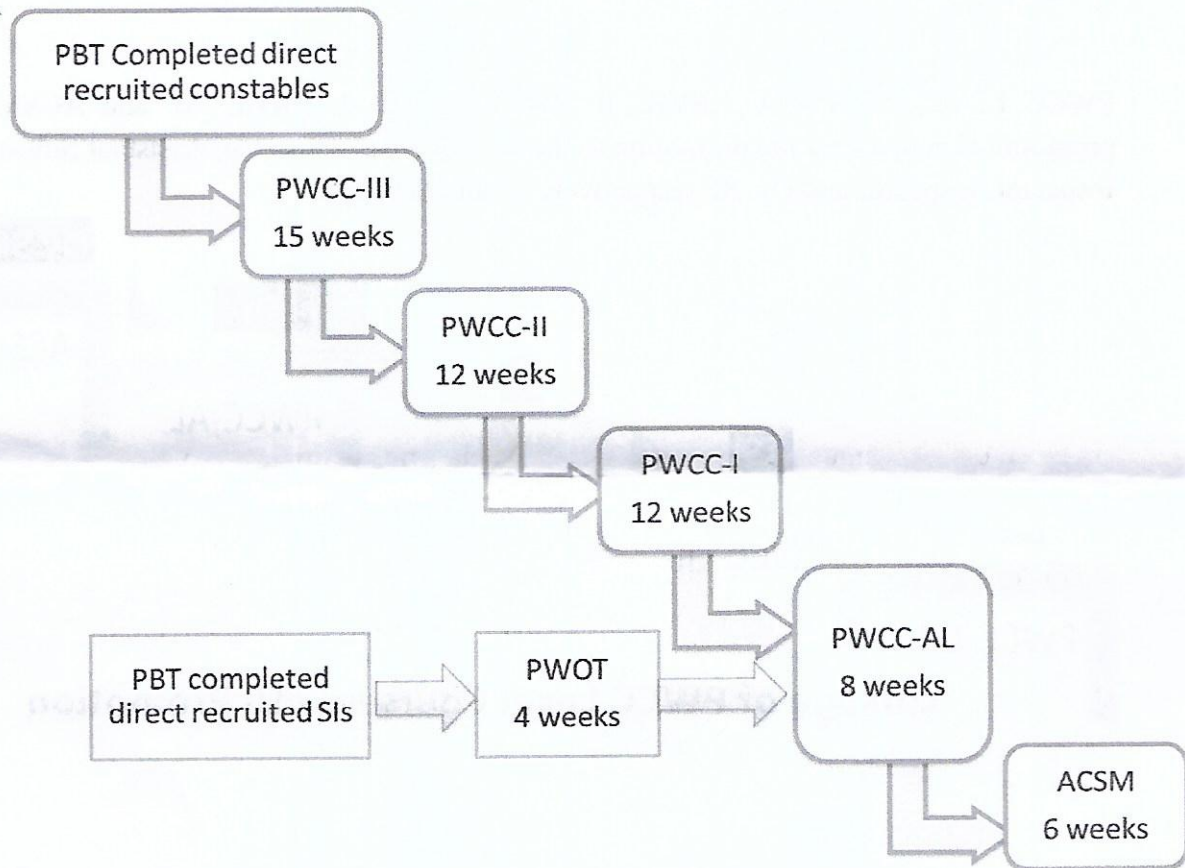 PBT Completed direct
recruited constables
PWCC-III
15 weeks
PWCC-II
12 weeks
PWCC-I
12 weeks
PWCC-AL
8 weeks
PBT completed
direct recruited SIs
PWOT
4 weeks
ACSM
6 weeks